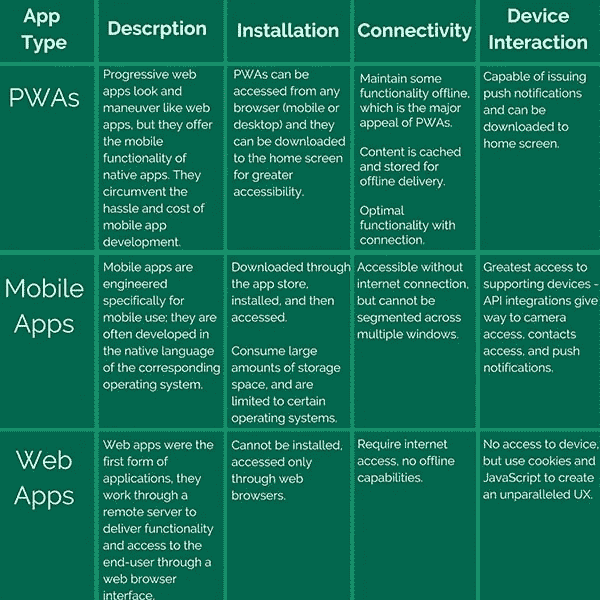 App
Type
Descrption
Installation
Connectivity
Device
Interaction
PWAs
Progressive web
apps look and
maneuver like web
apps, but they offer
the mobile
functionality of
native apps. They
circumvent the
hassle and cost of
mobile app
development.
PWAs can be
accessed from any
browser (mobile or
desktop) and they
can be downloaded
to the home screen
for greater
accessibility.
Maintain some
functionality offline,
which is the major
appeal of PWAs.
Content is cached
and stored for
offline delivery.
Optimal
functionality with
connection.
Capable of issuing
push notifications
and can be
downloaded to
home screen.
Mobile
Apps
Mobile apps are
engineered
specifically for
mobile use; they are
often developed in
the native language
of the corresponding
operating system.
Downloaded through
the app store,
installed, and then
accessed.
Consume large
amounts of storage
space, and are
limited to certain
operating systems.
Accessible without
internet connection,
but cannot be
segmented across
multiple windows.
Greatest access to
supporting devices -
API integrations give
way to camera
access, contacts
access, and push
notifications.
Web
Apps
Web apps were the
first form of
applications, they
work through a
remote server to
deliver functionality
and access to the
end-user through a
web browser
interface.
Cannot be installed,
accessed only
through web
browsers.
Require internet
access, no offline
capabilities.
No access to device,
but use cookies and
JavaScript to create
an unparalleled UX.